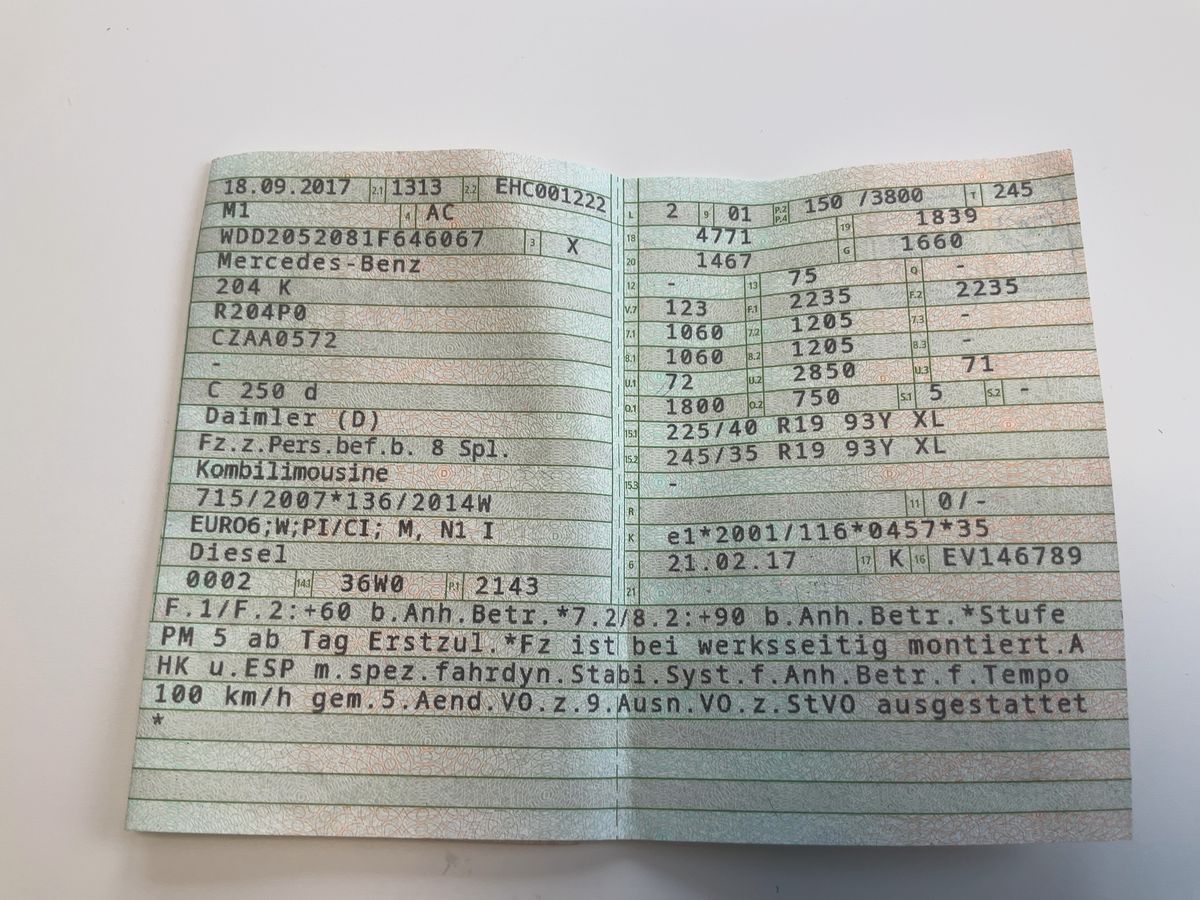 18.09.2017 2.1 1313 2.2 EHC001222
M1 4 AC
WDD2052081F646067 3 X
Mercedes-Benz
204 K
R204P0
CZAA0572
-
C 250 d
Daimler (D)
Fz.z.Pers.bef.b. 8 Spl.
Kombilimousine
715/2007*136/2014W
EURO6;W;PI/CI; M, N1 I
Diesel
0002 14.1 36W0 P.1 2143
L 2 9 01 P.2 P.4 150 /3800 T 245
18 4771 19 1839
20 1467 G 1660
12 - 13 75 Q -
V.7 123 F.1 2235 F.2 2235
7.1 1060 7.2 1205 7.3 -
8.1 1060 8.2 1205 8.3 -
U.1 72 U.2 2850 U.3 71
O.1 1800 O.2 750 S.1 5 S.2 -
15.1 225/40 R19 93Y XL
15.2 245/35 R19 93Y XL
15.3 -
R 11 0/-
K e1*2001/116*0457*35
6 21.02.17 17 K 16 EV146789
21
F.1/F.2:+60 b.Anh.Betr.*7.2/8.2:+90 b.Anh.Betr.*Stufe
PM 5 ab Tag Erstzul.*Fz ist bei werksseitig montiert.A
HK u.ESP m.spez.fahrdyn.Stabi.Syst.f.Anh.Betr.f.Tempo
100 km/h gem.5.Aend.VO.z.9.Ausn.VO.z.StVO ausgestattet
*